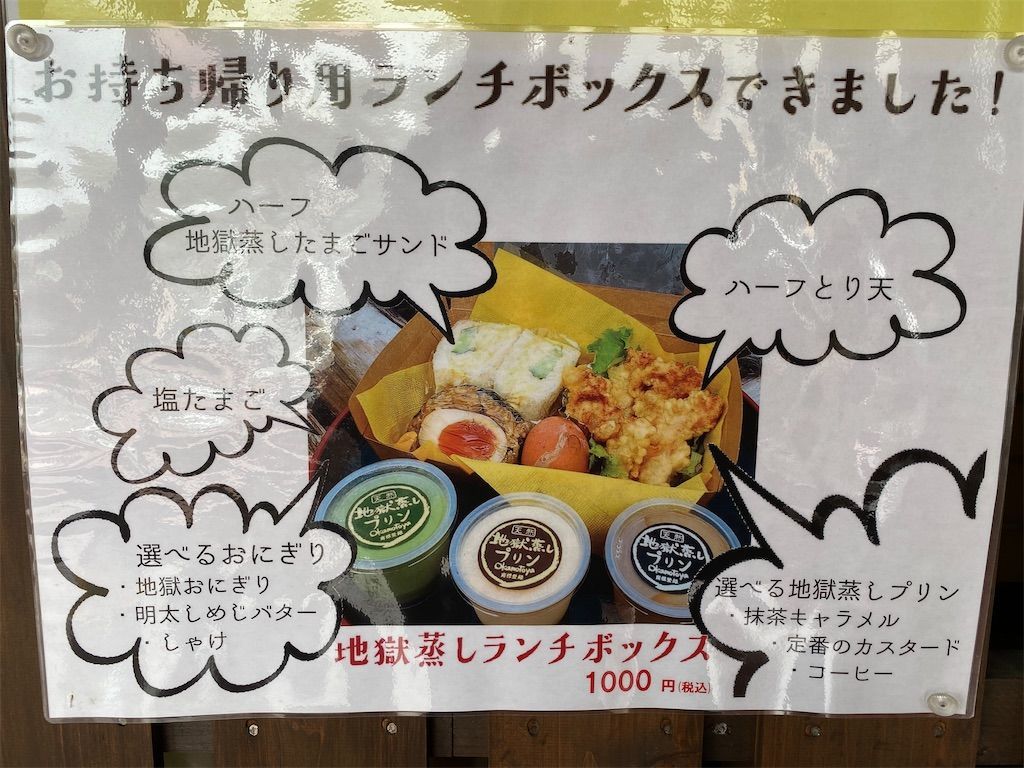 お持ち帰り用ランチボックスできました!
ハーフ
地獄蒸したまごサンド
ハーフとり天
塩たまご
選べるおにぎり
・地獄おにぎり
・明太しめじバター
・しゃけ
地獄蒸し
プリン
OkamoToya
地獄蒸し
プリン
OkamoToya
地獄蒸し
プリン
OkamoToya
選べる地獄蒸しプリン
・抹茶キャラメル
・定番のカスタード
・コーヒー
地獄蒸しランチボックス
1000 円(税込)